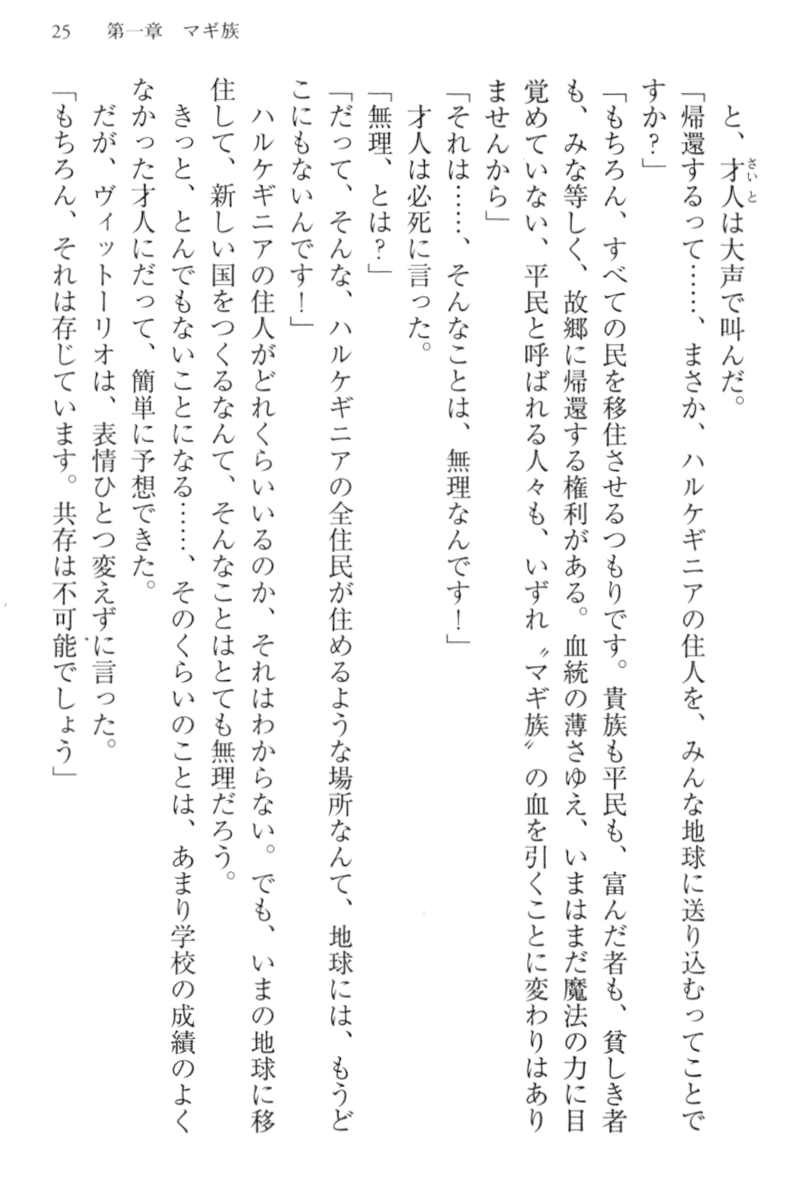 25　第一章　マギ族
と、才人は大声で叫んだ。
さいと
「帰還するって……、まさか、ハルケギニアの住人を、みんな地球に送り込むってことで
すか？」
「もちろん、すべての民を移住させるつもりです。貴族も平民も、富んだ者も、貧しき者
も、みな等しく、故郷に帰還する権利がある。血統の薄さゆえ、いまはまだ魔法の力に目
覚めていない、平民と呼ばれる人々も、いずれ〝マギ族〟の血を引くことに変わりはあり
ませんから」
「それは……、そんなことは、無理なんです！」
才人は必死に言った。
「無理、とは？」
「だって、そんな、ハルケギニアの全住民が住めるような場所なんて、地球には、もうど
こにもないんです！」
ハルケギニアの住人がどれくらいいるのか、それはわからない。でも、いまの地球に移
住して、新しい国をつくるなんて、そんなことはとても無理だろう。
きっと、とんでもないことになる……、そのくらいのことは、あまり学校の成績のよく
なかった才人にだって、簡単に予想できた。
だが、ヴィットーリオは、表情ひとつ変えずに言った。
「もちろん、それは存じています。共存は不可能でしょう」